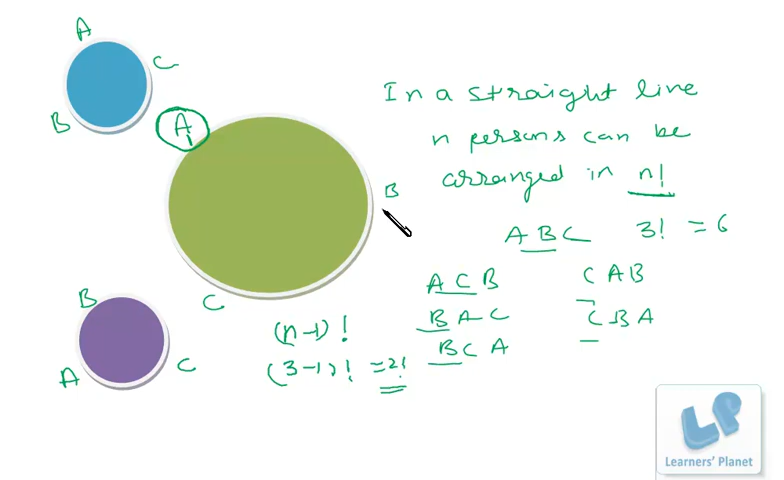 A
C
B
A
B
C
B
A
C
In a straight line
n persons can be
arranged in n!
ABC 3! = 6
ACB CAB
BAC CBA
BCA
(n-1)!
(3-1)! = 2!
LP
Learners' Planet